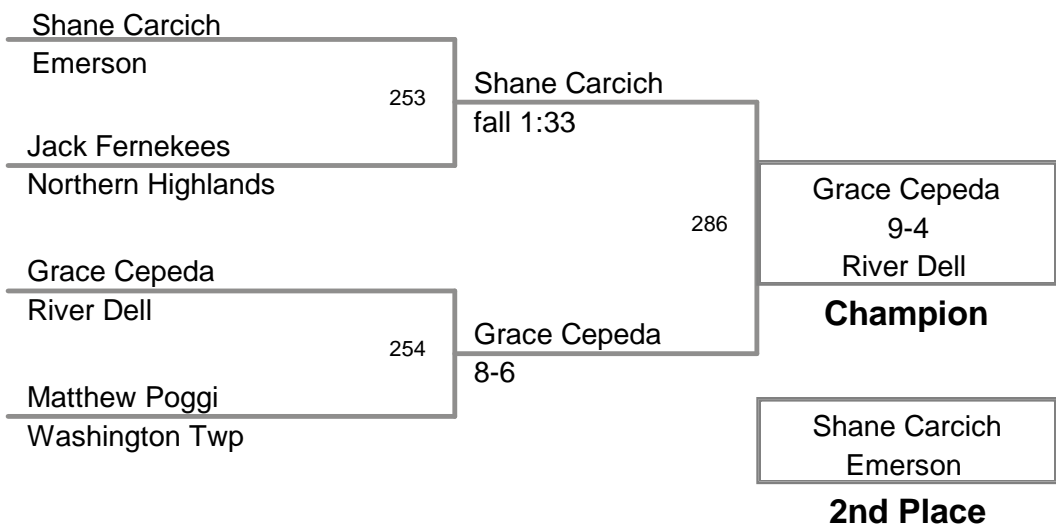 Shane Carcich
Emerson
253
Jack Fernekees
Northern Highlands
Shane Carcich
fall 1:33
Grace Cepeda
River Dell
254
Matthew Poggi
Washington Twp
Grace Cepeda
8-6
286
Grace Cepeda
9-4
River Dell
Champion
Shane Carcich
Emerson
2nd Place